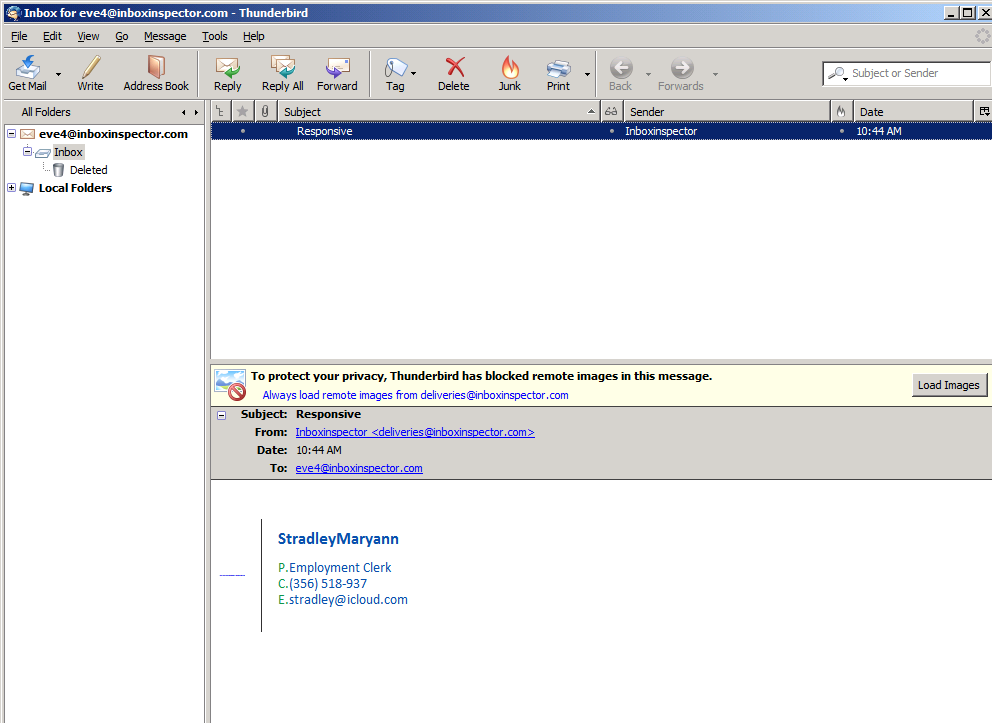 Inbox for eve4@inboxinspector.com - Thunderbird
File Edit View Go Message Tools Help
Get Mail Write Address Book Reply Reply All Forward Tag Delete Junk Print Back Forwards Subject or Sender
All Folders Subject Sender Date
eve4@inboxinspector.com Responsive Inboxinspector 10:44 AM
Inbox
Deleted
Local Folders
To protect your privacy, Thunderbird has blocked remote images in this message.
Load Images
Always load remote images from deliveries@inboxinspector.com
Subject: Responsive
From: Inboxinspector <deliveries@inboxinspector.com>
Date: 10:44 AM
To: eve4@inboxinspector.com
StradleyMaryann
P.Employment Clerk
C.(356) 518-937
E.stradley@icloud.com